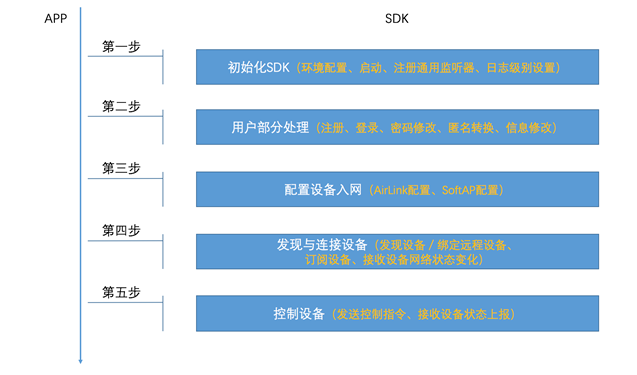 APP
SDK
第一步
初始化SDK（环境配置、启动、注册通用监听器、日志级别设置）
第二步
用户部分处理（注册、登录、密码修改、匿名转换、信息修改）
第三步
配置设备入网（AirLink配置、SoftAP配置）
第四步
发现与连接设备（发现设备 / 绑定远程设备、
订阅设备、接收设备网络状态变化）
第五步
控制设备（发送控制指令、接收设备状态上报）